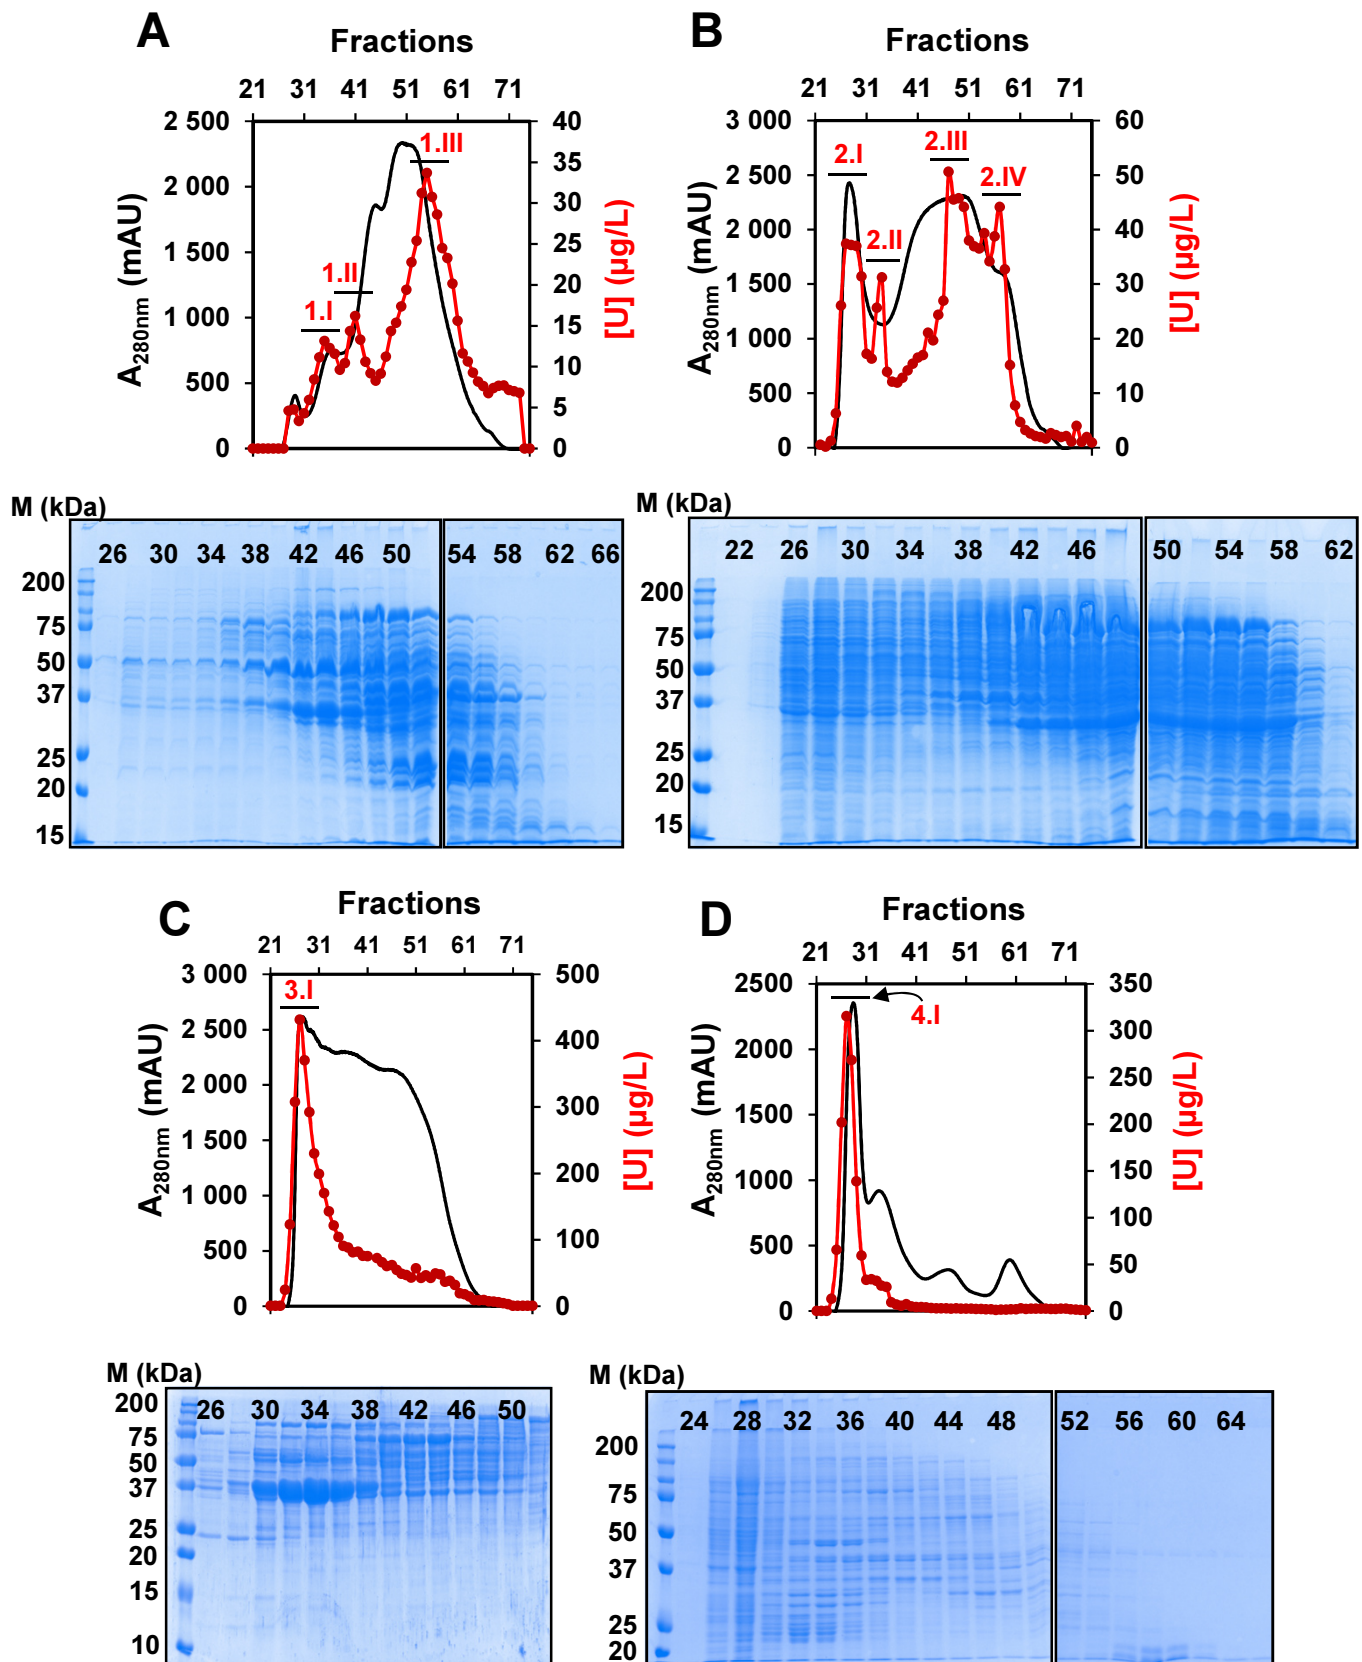 A
Fractions
21 31 41 51 61 71
2 500
2 000
1 500
1 000
500
0
A280nm (mAU)
40
35
30
25
20
15
10
5
0
[U] (µg/L)
1.I
1.II
1.III
B
Fractions
21 31 41 51 61 71
3 000
2 500
2 000
1 500
1 000
500
0
A280nm (mAU)
60
50
40
30
20
10
0
[U] (µg/L)
2.I
2.II
2.III
2.IV
M (kDa)
26 30 34 38 42 46 50 54 58 62 66
200
75
50
37
25
20
15
M (kDa)
22 26 30 34 38 42 46 50 54 58 62
200
75
50
37
25
20
15
C
Fractions
21 31 41 51 61 71
3 000
2 500
2 000
1 500
1 000
500
0
A280nm (mAU)
500
400
300
200
100
0
[U] (µg/L)
3.I
D
Fractions
21 31 41 51 61 71
2500
2000
1500
1000
500
0
A280nm (mAU)
350
300
250
200
150
100
50
0
[U] (µg/L)
4.I
M (kDa)
26 30 34 38 42 46 50
200
75
50
37
25
20
15
10
M (kDa)
24 28 32 36 40 44 48 52 56 60 64
200
75
50
37
25
20